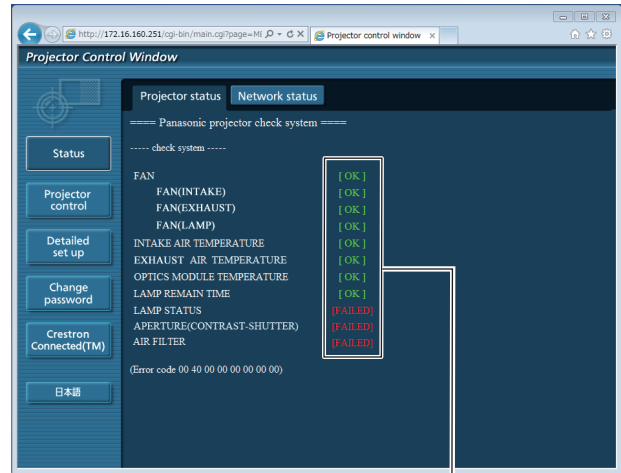 http://172.16.160.251/cgi-bin/main.cgi?page=MI
Projector control window
Projector Control Window
Projector status
Network status
==== Panasonic projector check system ====
----- check system -----
FAN [ OK ]
FAN(INTAKE) [ OK ]
FAN(EXHAUST) [ OK ]
FAN(LAMP) [ OK ]
INTAKE AIR TEMPERATURE [ OK ]
EXHAUST AIR TEMPERATURE [ OK ]
OPTICS MODULE TEMPERATURE [ OK ]
LAMP REMAIN TIME [ OK ]
LAMP STATUS [FAILED]
APERTURE(CONTRAST-SHUTTER) [FAILED]
AIR FILTER [FAILED]
(Error code 00 40 00 00 00 00 00 00)
Status
Projector
control
Detailed
set up
Change
password
Crestron
Connected(TM)
日本語